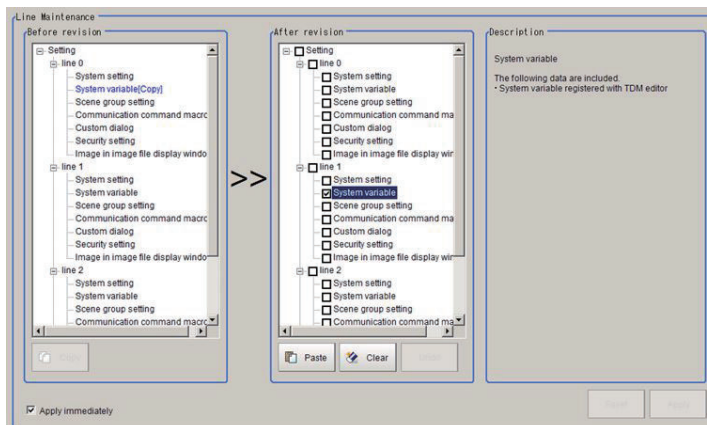 Line Maintenance
Before revision
Setting
line 0
System setting
System variable[Copy]
Scene group setting
Communication command macrc
Custom dialog
Security setting
Image in image file display windo
line 1
System setting
System variable
Scene group setting
Communication command macrc
Custom dialog
Security setting
Image in image file display windo
line 2
System setting
System variable
Scene group setting
Communication command macrc
Copy
>>
After revision
Setting
line 0
System setting
System variable
Scene group setting
Communication command ma
Custom dialog
Security setting
Image in image file display win
line 1
System setting
System variable
Scene group setting
Communication command ma
Custom dialog
Security setting
Image in image file display win
line 2
System setting
System variable
Scene group setting
Communication command ma
Paste
Clear
Description
System variable
The following data are included.
・System variable registered with TDM editor
Apply immediately